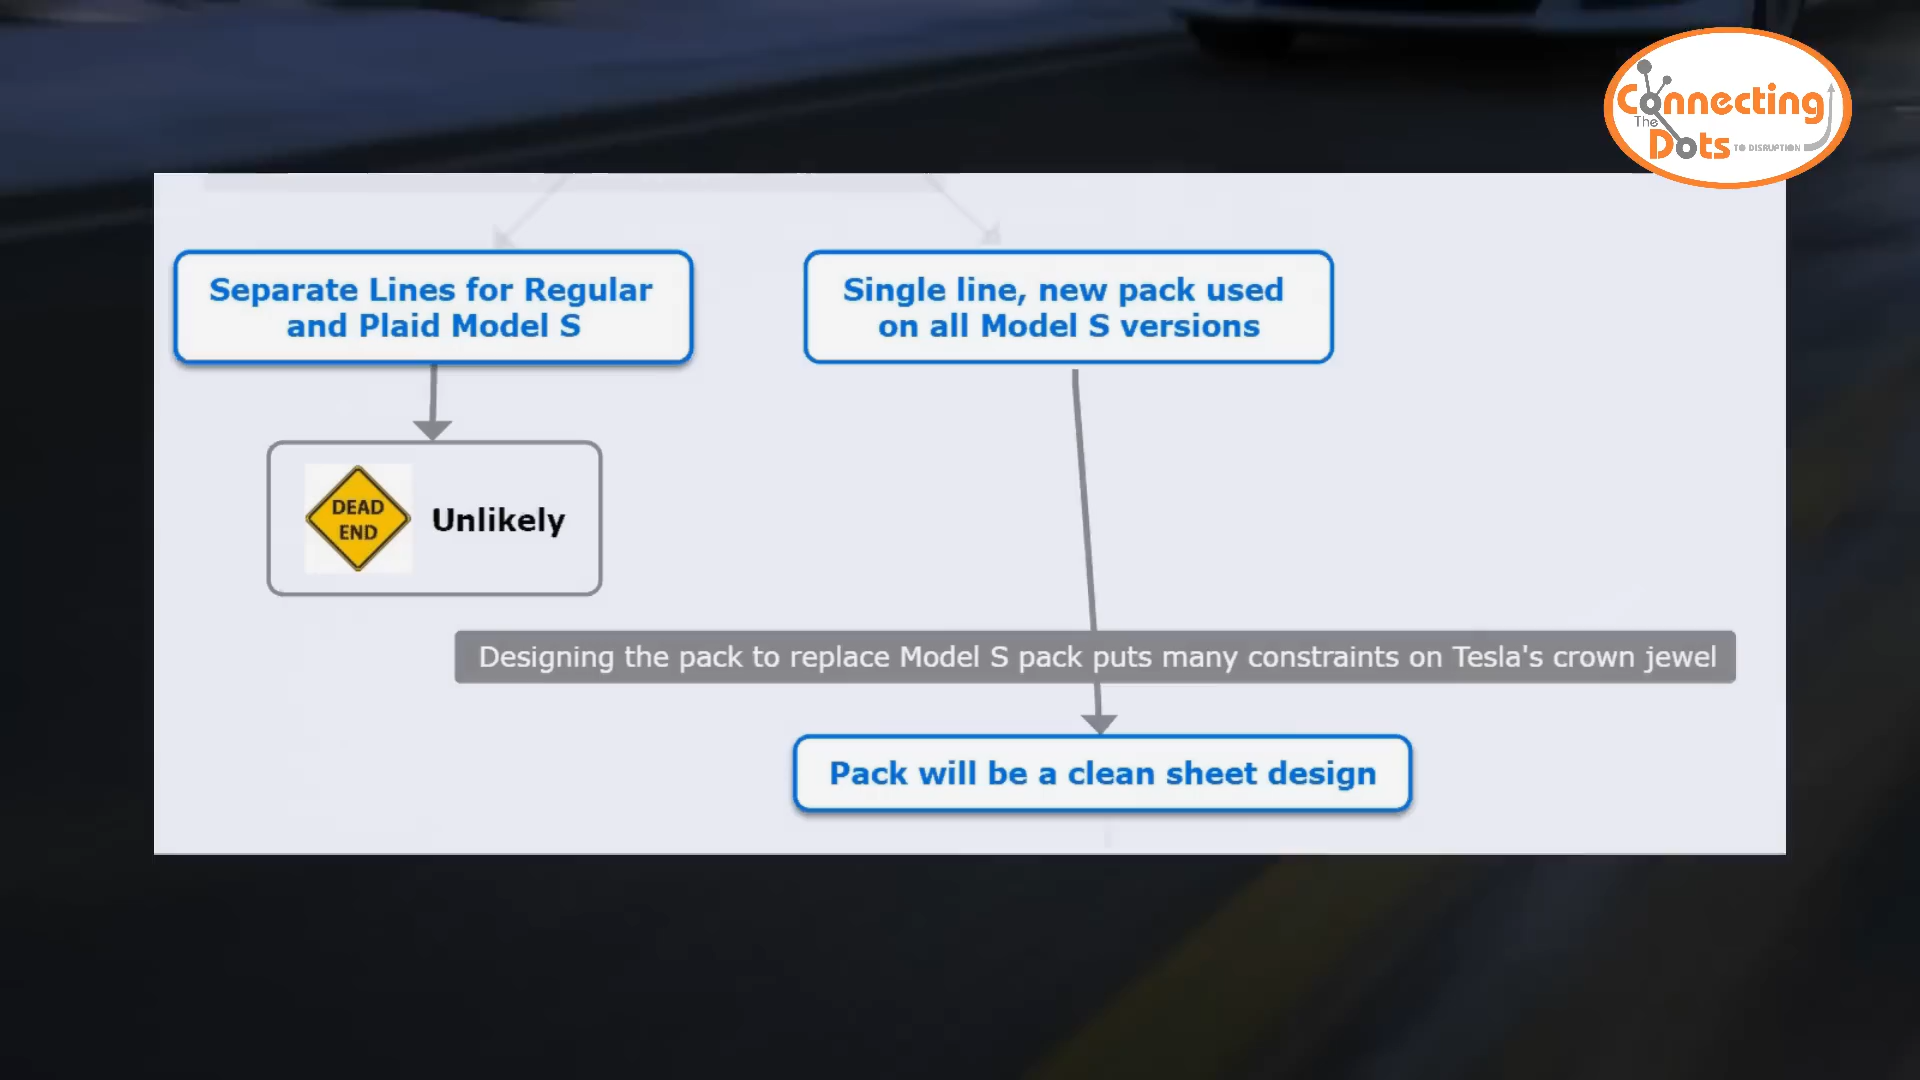 Connecting
The
Dots TO DISRUPTION
Separate Lines for Regular
and Plaid Model S
Single line, new pack used
on all Model S versions
DEAD
END
Unlikely
Designing the pack to replace Model S pack puts many constraints on Tesla's crown jewel
Pack will be a clean sheet design